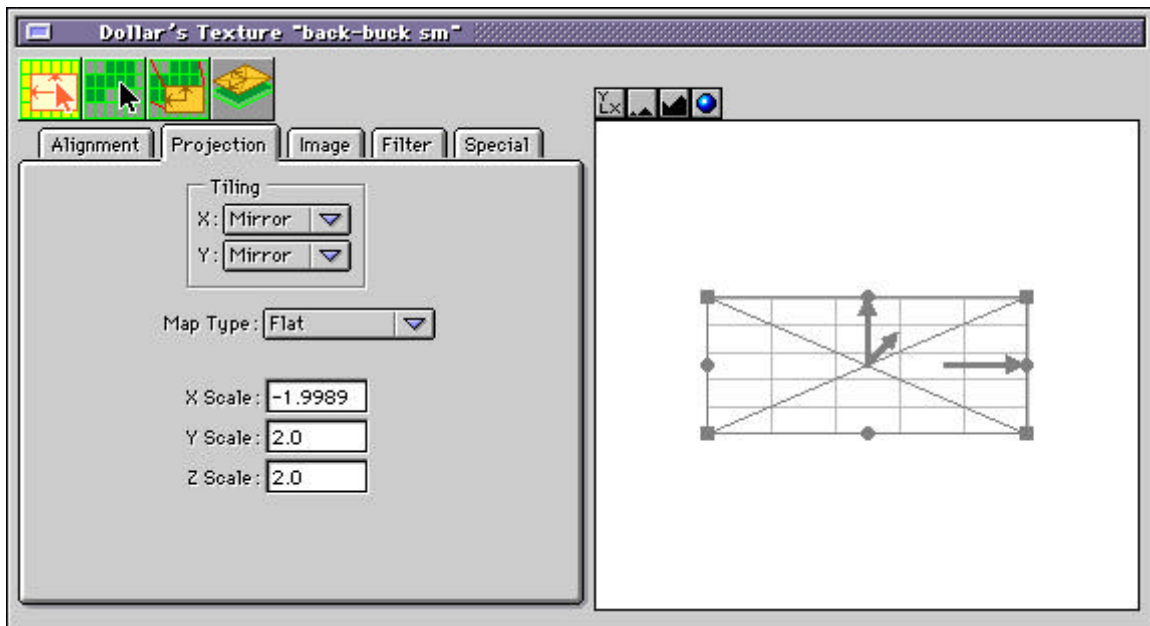 Dollar's Texture "back-buck sm"
Y
Lx
Alignment Projection Image Filter Special
Tiling
X: Mirror
Y: Mirror
Map Type: Flat
X Scale: -1.9989
Y Scale: 2.0
Z Scale: 2.0